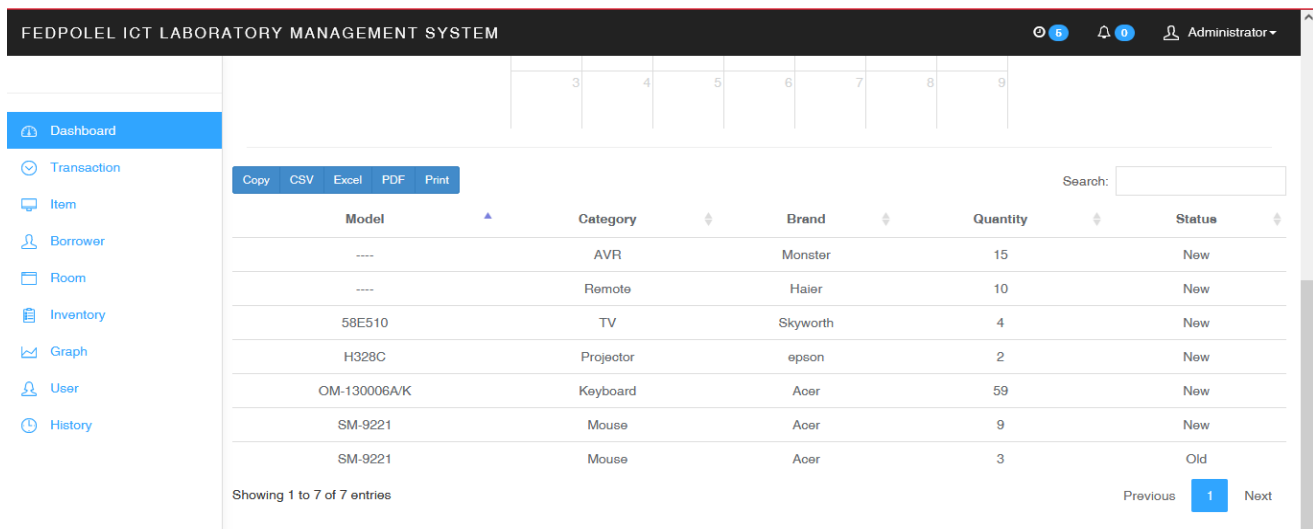 FEDPOLEL ICT LABORATORY MANAGEMENT SYSTEM 5 0 Administrator
3 4 5 6 7 8 9
Dashboard
Transaction
Item
Borrower
Room
Inventory
Graph
User
History
Copy CSV Excel PDF Print Search:
Model Category Brand Quantity Status
---- AVR Monster 15 New
---- Remote Haier 10 New
58E510 TV Skyworth 4 New
H328C Projector epson 2 New
OM-130006A/K Keyboard Acer 59 New
SM-9221 Mouse Acer 9 New
SM-9221 Mouse Acer 3 Old
Showing 1 to 7 of 7 entries Previous 1 Next